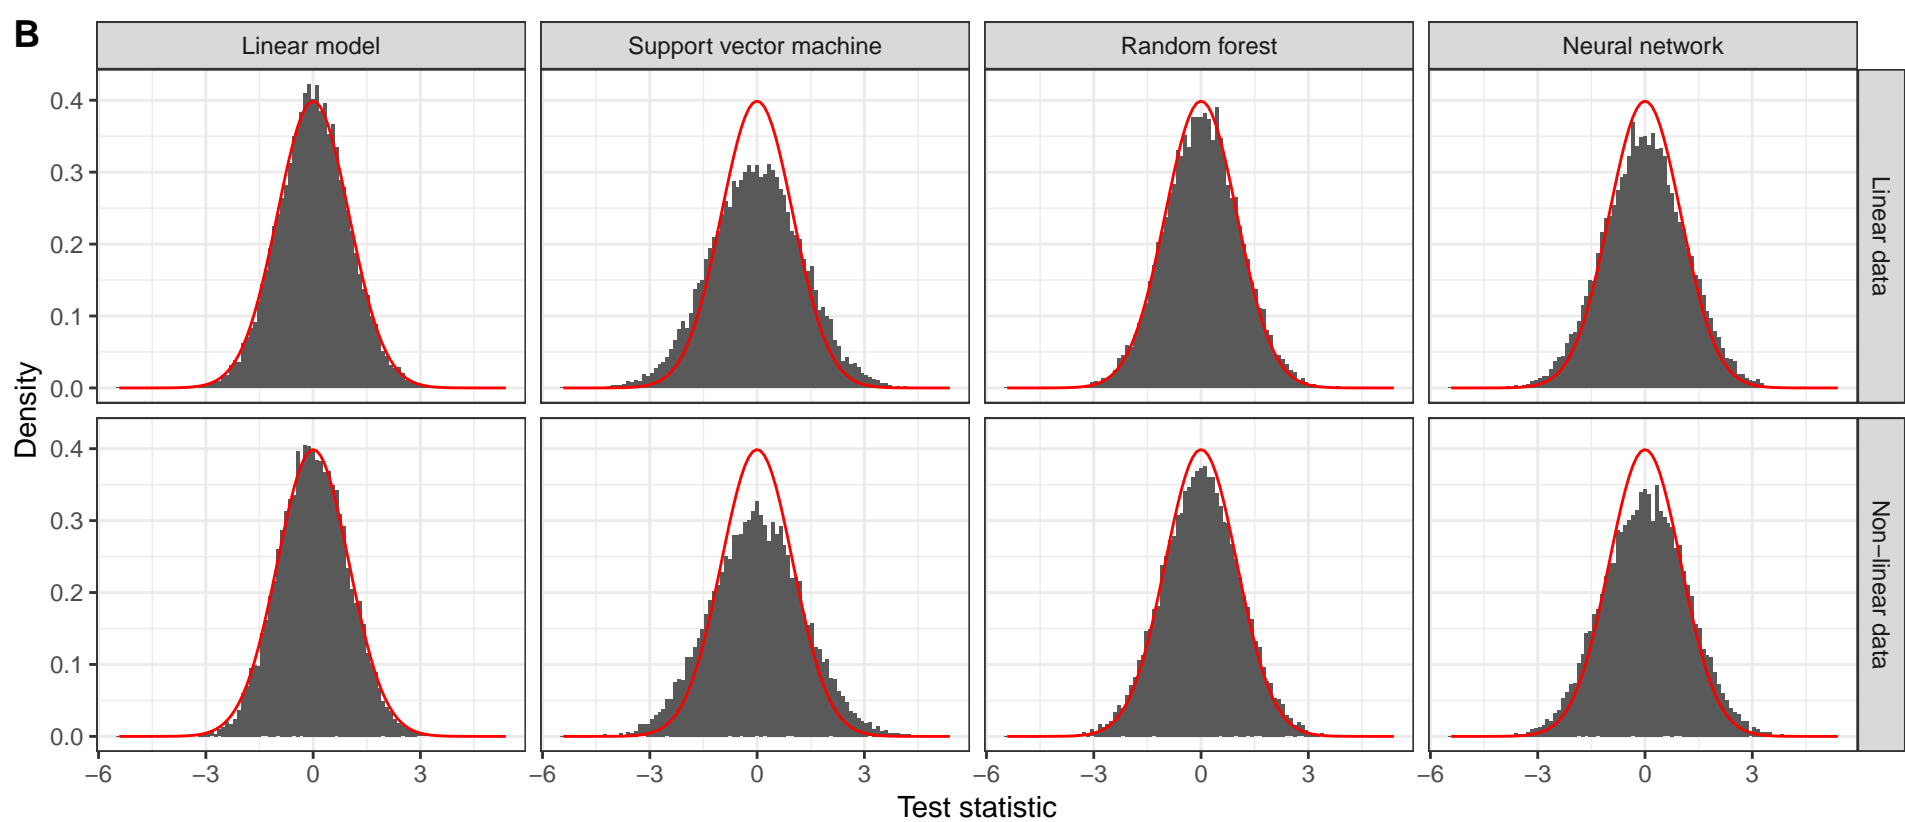 B
Linear model
Support vector machine
Random forest
Neural network
0.4
0.3
0.2
0.1
0.0
Linear data
Density
0.4
0.3
0.2
0.1
0.0
Non−linear data
−6 −3 0 3
−6 −3 0 3
−6 −3 0 3
−6 −3 0 3
Test statistic